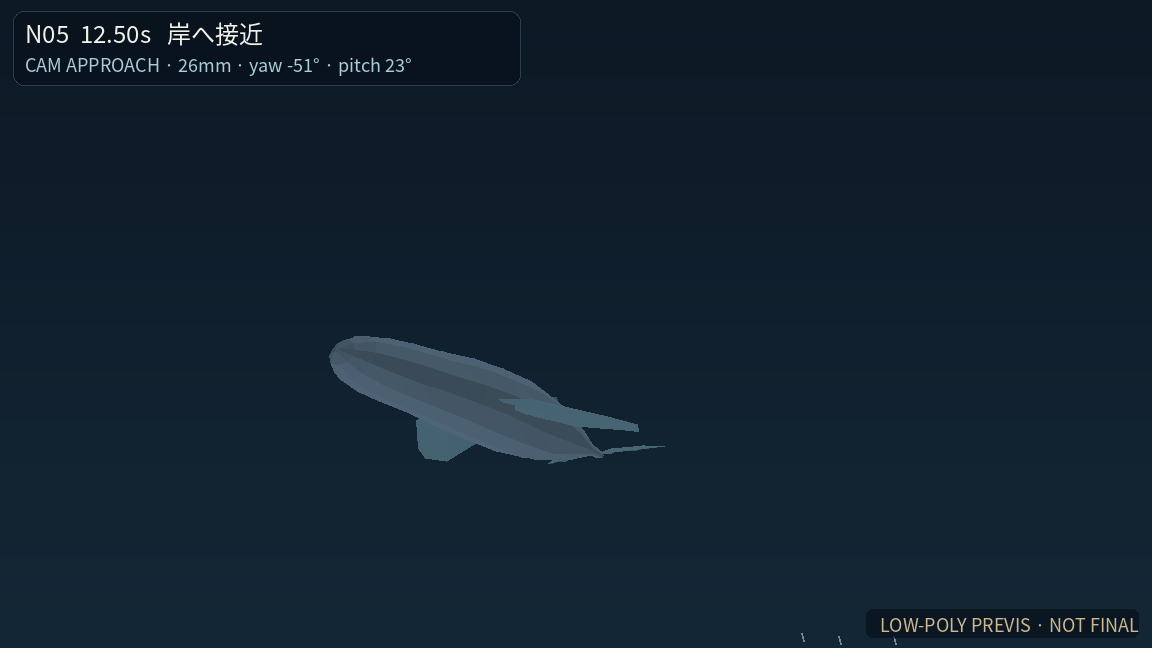 N05 12.50s 岸へ接近
CAM APPROACH · 26mm · yaw -51° · pitch 23°
LOW-POLY PREVIS · NOT FINAL